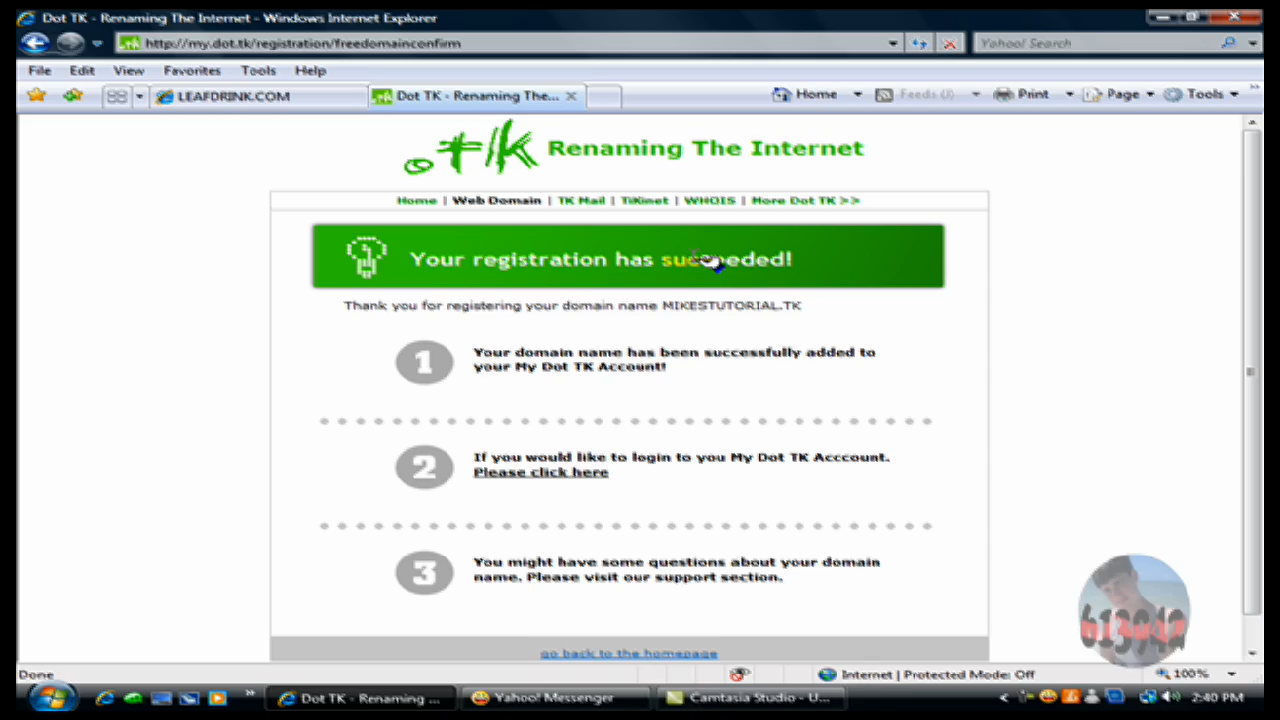 Dot TK - Renaming The Internet - Windows Internet Explorer
http://my.dot.tk/registration/freedomainconfirm
Yahoo! Search
File Edit View Favorites Tools Help
LEAFDRINK.COM
Dot TK - Renaming The...
Home Feeds (J) Print Page Tools
.tk Renaming The Internet
Home | Web Domain | TK Mail | TiKinet | WHOIS | More Dot TK >>
Your registration has succeeded!
Thank you for registering your domain name MIKESTUTORIAL.TK
1
Your domain name has been successfully added to
your My Dot TK Account!
2
If you would like to login to you My Dot TK Acccount.
Please click here
3
You might have some questions about your domain
name. Please visit our support section.
613042
go back to the homepage
Done
Internet | Protected Mode: Off
100%
Dot TK - Renaming ...
Yahoo! Messenger
Camtasia Studio - U...
2:40 PM